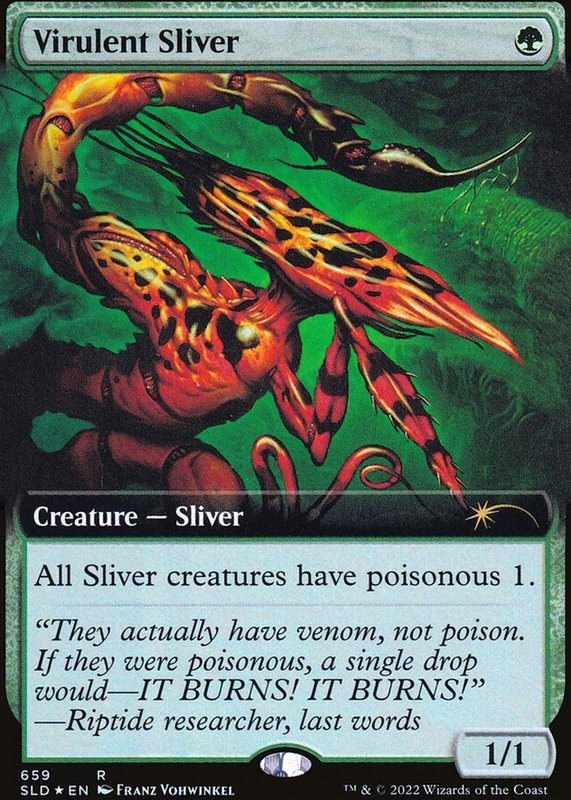 Virulent Sliver
Creature — Sliver
All Sliver creatures have poisonous 1.
“They actually have venom, not poison.
If they were poisonous, a single drop
would—IT BURNS! IT BURNS!”
—Riptide researcher, last words
1/1
659 R
SLD ★ EN Franz Vohwinkel
™ & © 2022 Wizards of the Coast